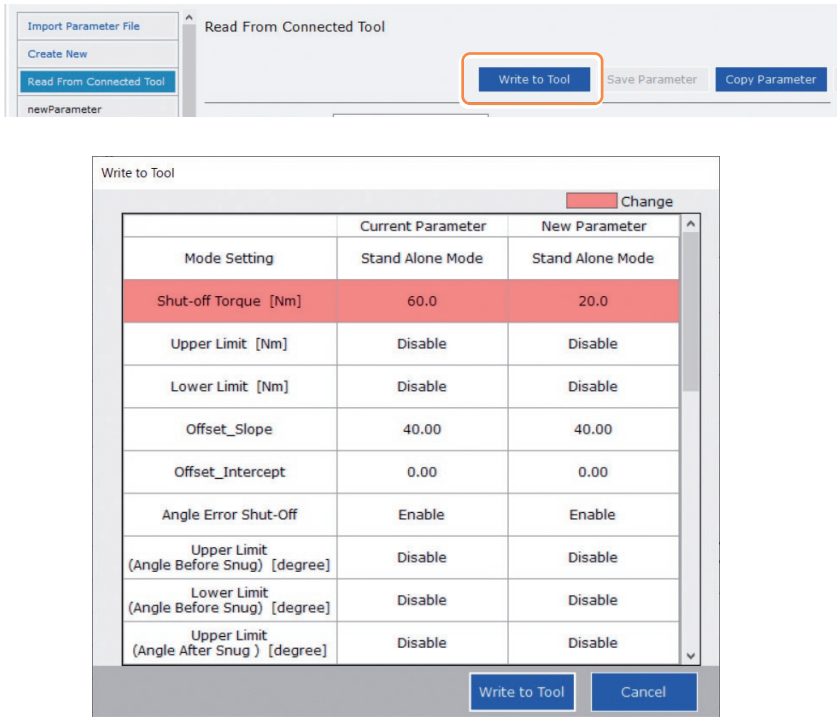 Import Parameter File
Create New
Read From Connected Tool
newParameter
Read From Connected Tool
Write to Tool
Save Parameter
Copy Parameter
Write to Tool
Change
Current Parameter New Parameter
Mode Setting Stand Alone Mode Stand Alone Mode
Shut-off Torque [Nm] 60.0 20.0
Upper Limit [Nm] Disable Disable
Lower Limit [Nm] Disable Disable
Offset_Slope 40.00 40.00
Offset_Intercept 0.00 0.00
Angle Error Shut-Off Enable Enable
Upper Limit
(Angle Before Snug) [degree] Disable Disable
Lower Limit
(Angle Before Snug) [degree] Disable Disable
Upper Limit
(Angle After Snug ) [degree] Disable Disable
Write to Tool Cancel